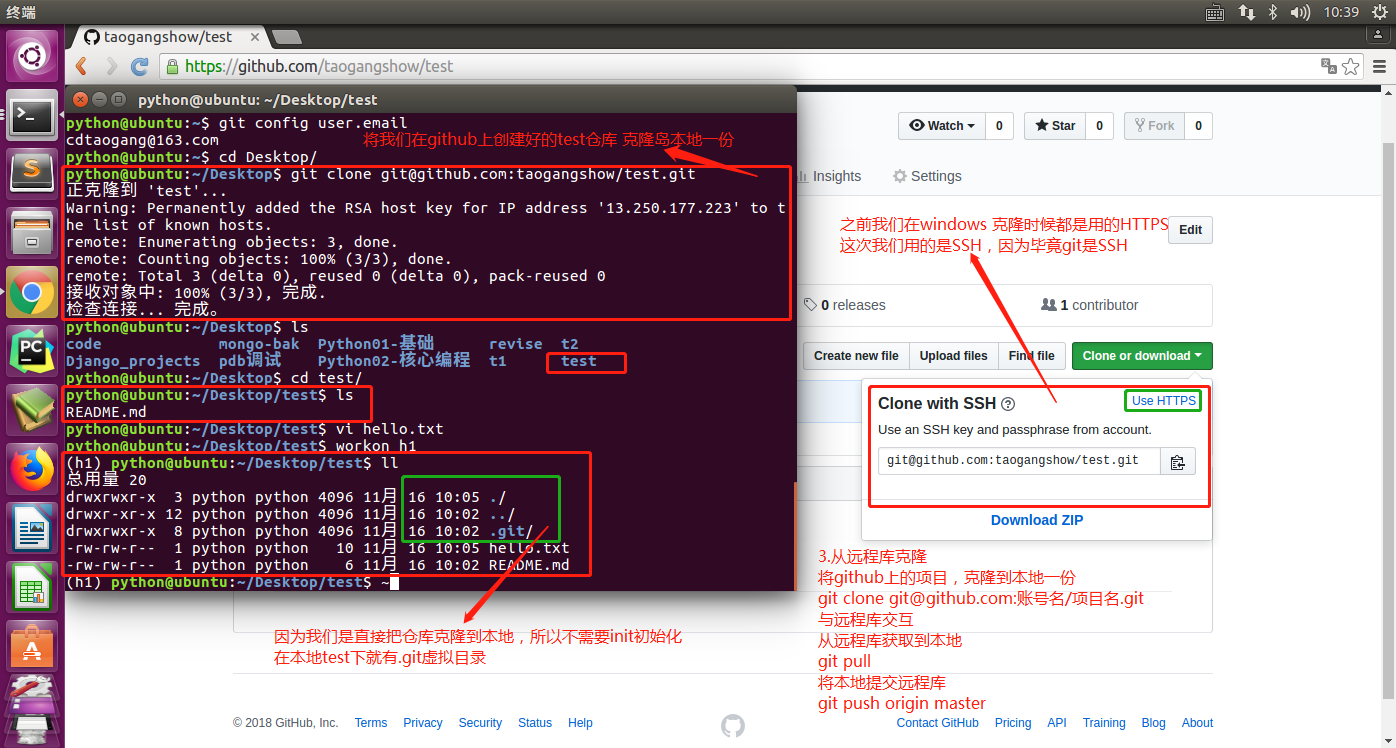 终端
10:39
taogangshow/test
https://github.com/taogangshow/test
python@ubuntu: ~/Desktop/test
python@ubuntu:~$ git config user.email
cdtaogang@163.com
将我们在github上创建好的test仓库 克隆岛本地一份
python@ubuntu:~$ cd Desktop/
python@ubuntu:~/Desktop$ git clone git@github.com:taogangshow/test.git
正克隆到 'test'...
Warning: Permanently added the RSA host key for IP address '13.250.177.223' to t
he list of known hosts.
remote: Enumerating objects: 3, done.
remote: Counting objects: 100% (3/3), done.
remote: Total 3 (delta 0), reused 0 (delta 0), pack-reused 0
接收对象中: 100% (3/3), 完成.
检查连接... 完成。
python@ubuntu:~/Desktop$ ls
code mongo-bak Python01-基础 revise t2
Django_projects pdb调试 Python02-核心编程 t1 test
python@ubuntu:~/Desktop$ cd test/
python@ubuntu:~/Desktop/test$ ls
README.md
python@ubuntu:~/Desktop/test$ vi hello.txt
python@ubuntu:~/Desktop/test$ workon h1
(h1) python@ubuntu:~/Desktop/test$ ll
总用量 20
drwxrwxr-x 3 python python 4096 11月 16 10:05 ./
drwxr-xr-x 12 python python 4096 11月 16 10:02 ../
drwxrwxr-x 8 python python 4096 11月 16 10:02 .git/
-rw-rw-r-- 1 python python 10 11月 16 10:05 hello.txt
-rw-rw-r-- 1 python python 6 11月 16 10:02 README.md
(h1) python@ubuntu:~/Desktop/test$ ~
因为我们是直接把仓库克隆到本地，所以不需要init初始化
在本地test下就有.git虚拟目录
Watch 0 Star 0 Fork 0
Insights Settings
之前我们在windows 克隆时候都是用的HTTPS
这次我们用的是SSH，因为毕竟git是SSH
Edit
0 releases 1 contributor
Create new file Upload files Find file Clone or download
Clone with SSH ? Use HTTPS
Use an SSH key and passphrase from account.
git@github.com:taogangshow/test.git
Download ZIP
3.从远程库克隆
将github上的项目，克隆到本地一份
git clone git@github.com:账号名/项目名.git
与远程库交互
从远程库获取到本地
git pull
将本地提交远程库
git push origin master
© 2018 GitHub, Inc. Terms Privacy Security Status Help Contact GitHub Pricing API Training Blog About